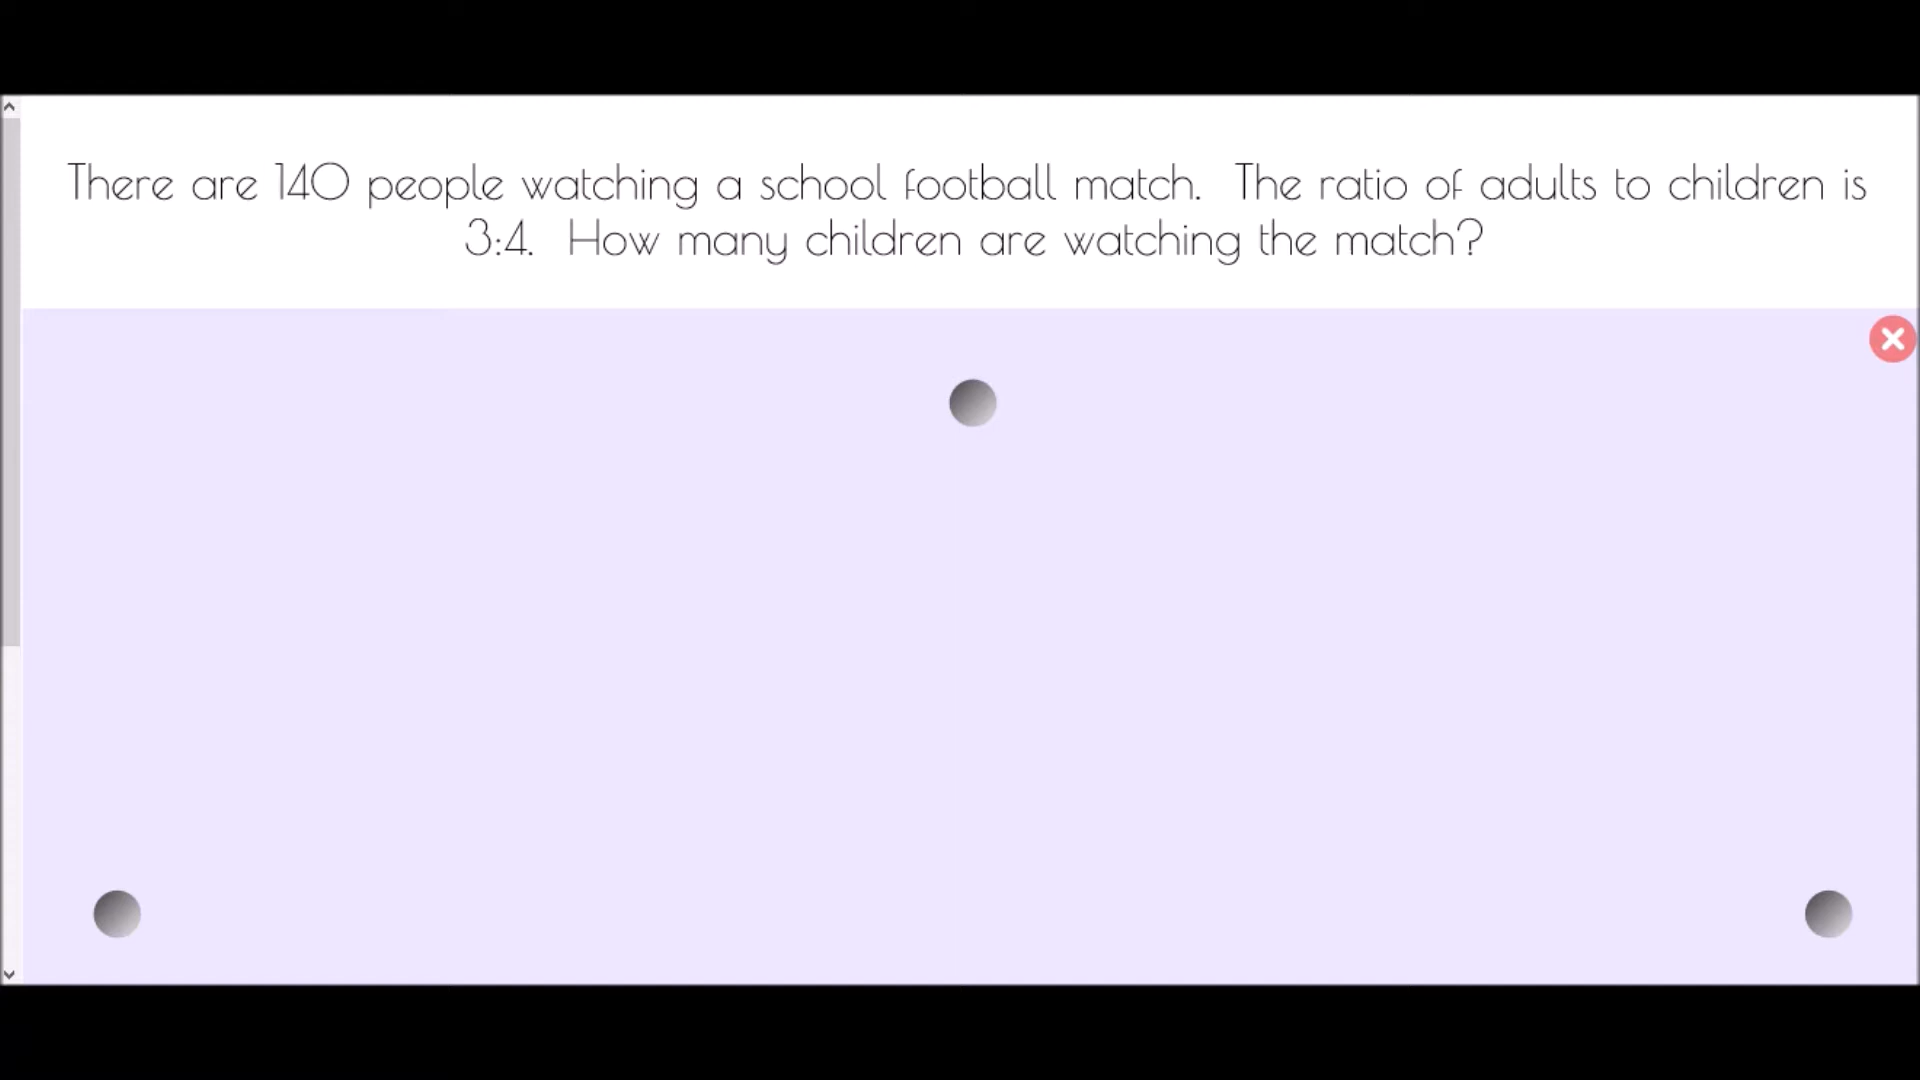 There are 140 people watching a school football match. The ratio of adults to children is
3:4. How many children are watching the match?